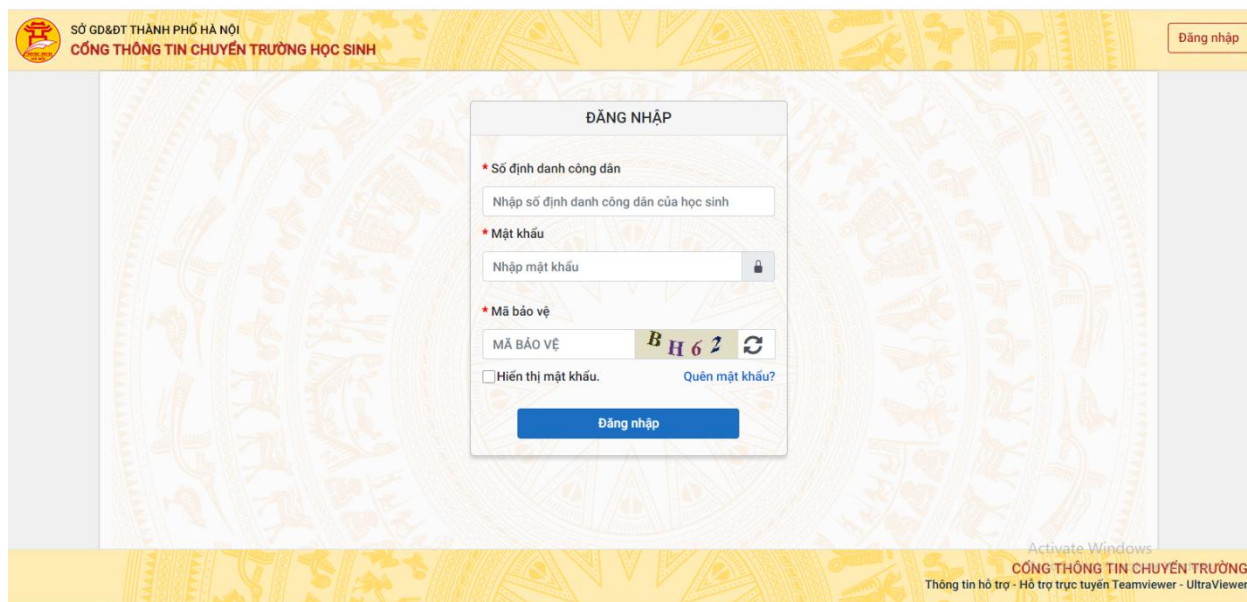 SỞ GD&ĐT THÀNH PHỐ HÀ NỘI
CỔNG THÔNG TIN CHUYỂN TRƯỜNG HỌC SINH
Đăng nhập
ĐĂNG NHẬP
* Số định danh công dân
Nhập số định danh công dân của học sinh
* Mật khẩu
Nhập mật khẩu
* Mã bảo vệ
MÃ BẢO VỆ
BH62
Hiển thị mật khẩu.
Quên mật khẩu?
Đăng nhập
Activate Windows
CỔNG THÔNG TIN CHUYỂN TRƯỜNG
Thông tin hỗ trợ - Hỗ trợ trực tuyến Teamviewer - UltraViewer